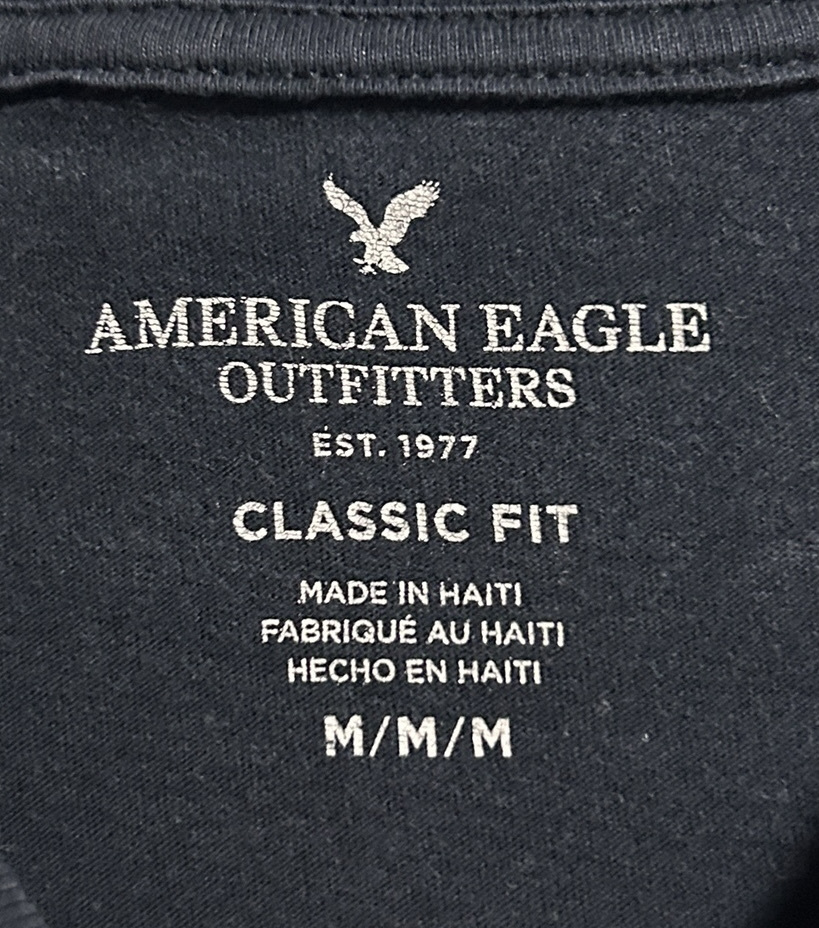 AMERICAN EAGLE
OUTFITTERS
EST. 1977
CLASSIC FIT
MADE IN HAITI
FABRIQUÉ AU HAITI
HECHO EN HAITI
M/M/M